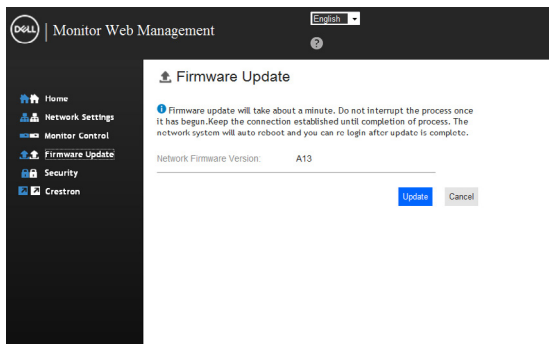 DELL | Monitor Web Management
English
?
Firmware Update
Home
Network Settings
Monitor Control
Firmware Update
Security
Crestron
Firmware update will take about a minute. Do not interrupt the process once
it has begun.Keep the connection established until completion of process. The
network system will auto reboot and you can re login after update is complete.
Network Firmware Version: A13
Update Cancel